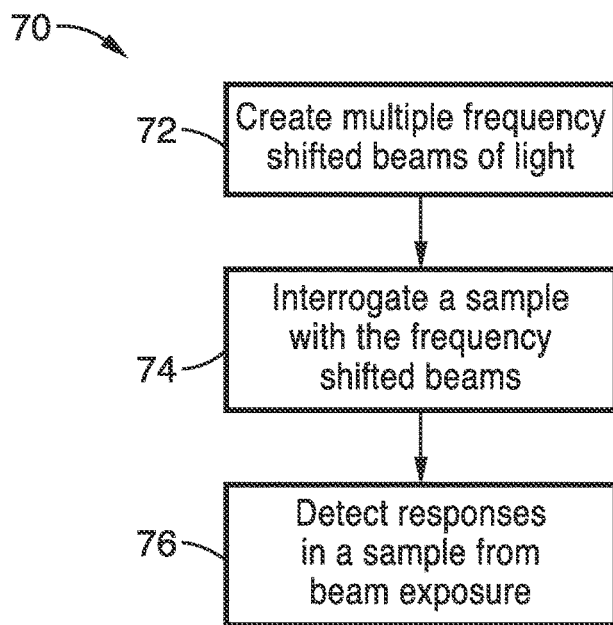 70
72
Create multiple frequency
shifted beams of light
74
Interrogate a sample
with the frequency
shifted beams
76
Detect responses
in a sample from
beam exposure